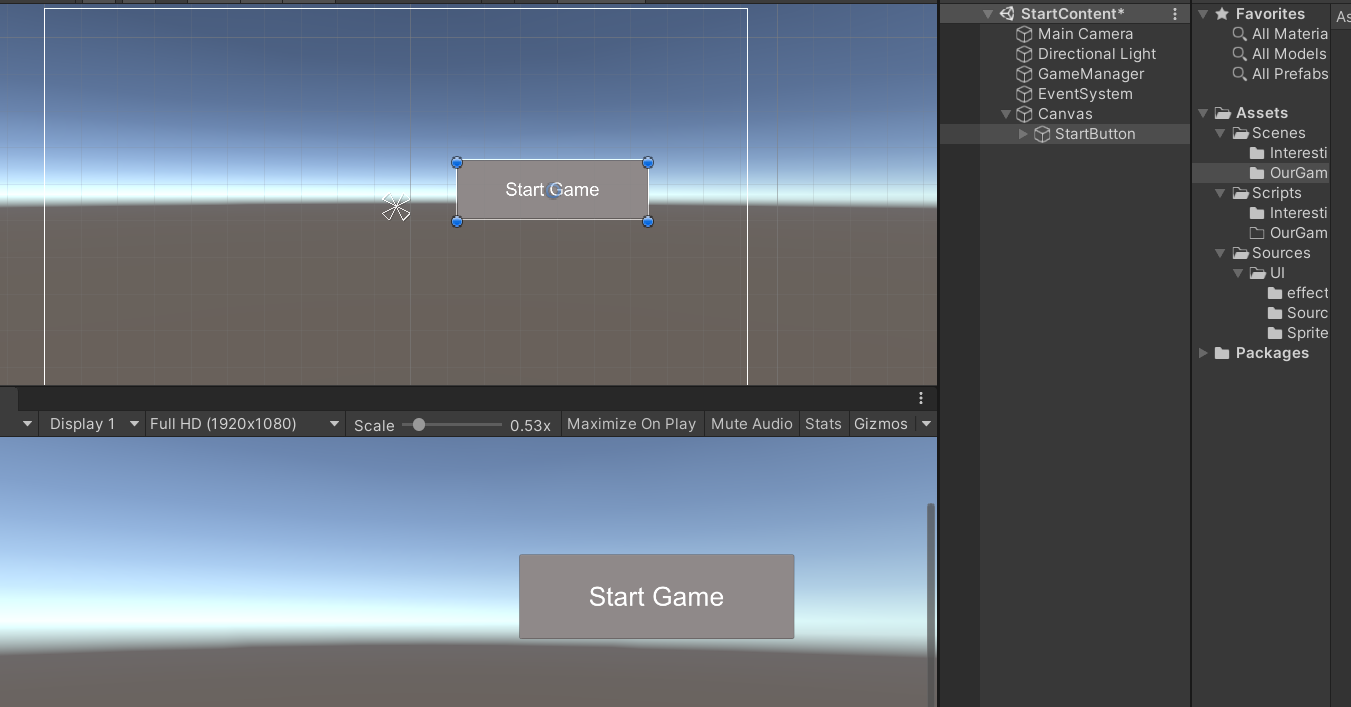 Start Game
Display 1
Full HD (1920x1080)
Scale
0.53x
Maximize On Play
Mute Audio
Stats
Gizmos
Start Game
StartContent*
Main Camera
Directional Light
GameManager
EventSystem
Canvas
StartButton
Favorites
All Materia
All Models
All Prefabs
Assets
Scenes
Interesti
OurGam
Scripts
Interesti
OurGam
Sources
UI
effect
Sourc
Sprite
Packages
As